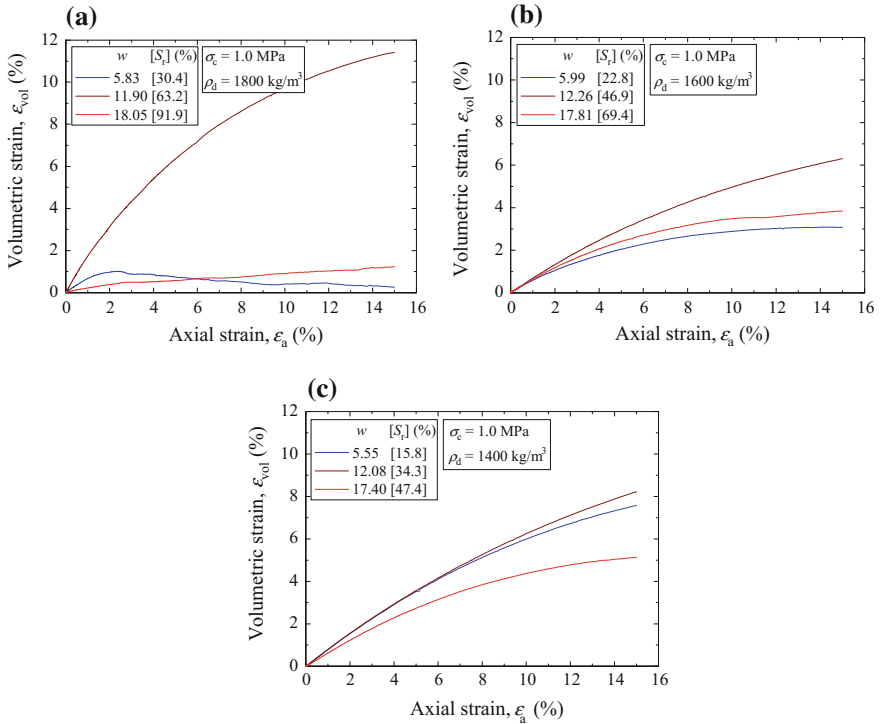 (a)
12
10
8
6
4
2
0
0 2 4 6 8 10 12 14 16
Volumetric strain, εvol (%)
Axial strain, εa (%)
w [Sr] (%)
5.83 [30.4]
11.90 [63.2]
18.05 [91.9]
σc = 1.0 MPa
ρd = 1800 kg/m³
(b)
12
10
8
6
4
2
0
0 2 4 6 8 10 12 14 16
Volumetric strain, εvol (%)
Axial strain, εa (%)
w [Sr] (%)
5.99 [22.8]
12.26 [46.9]
17.81 [69.4]
σc = 1.0 MPa
ρd = 1600 kg/m³
(c)
12
10
8
6
4
2
0
0 2 4 6 8 10 12 14 16
Volumetric strain, εvol (%)
Axial strain, εa (%)
w [Sr] (%)
5.55 [15.8]
12.08 [34.3]
17.40 [47.4]
σc = 1.0 MPa
ρd = 1400 kg/m³